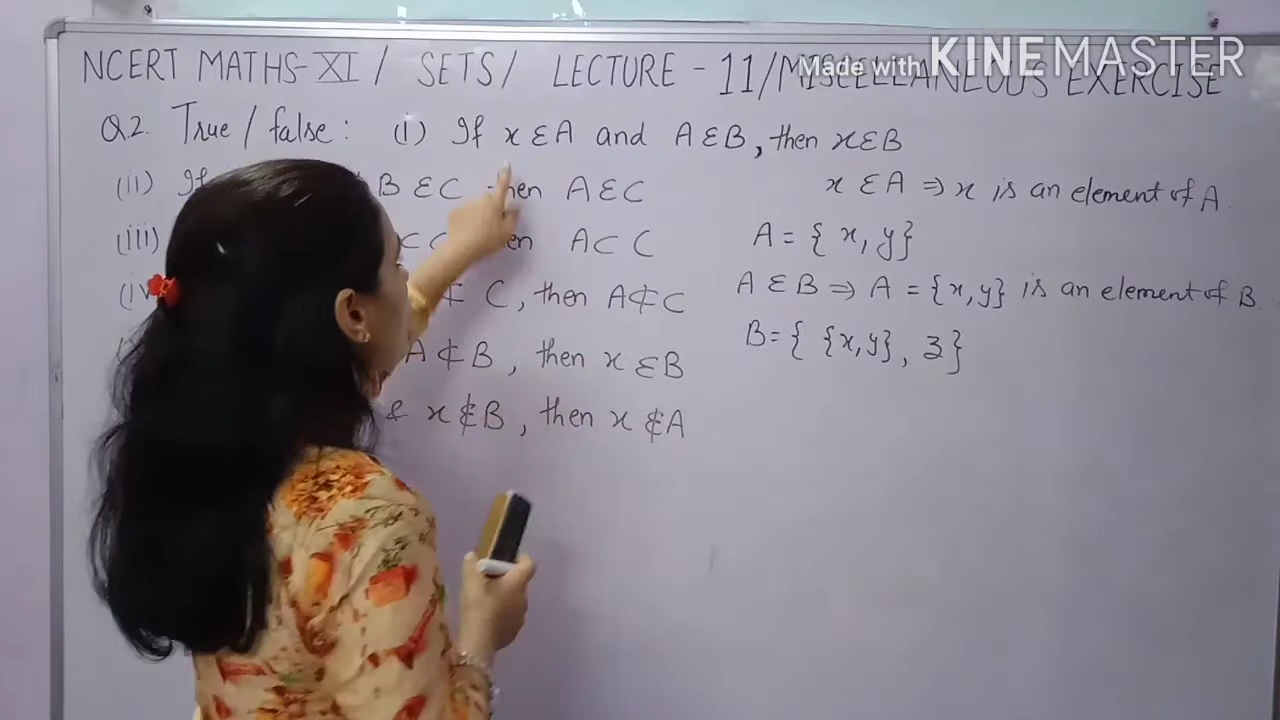 NCERT MATHS-XI / SETS / LECTURE - 11/MISCELLANEOUS EXERCISE
Made with KINEMASTER
Q.2. True / false : (i) If x ∈ A and A ∈ B, then x ∈ B
(ii) If B ∈ C then A ∈ C
(iii) ⊂ C then A ⊂ C
(iv ⊄ C, then A ⊄ C
A ⊄ B, then x ∈ B
& x ∉ B, then x ∉ A
x ∈ A ⇒ x is an element of A.
A = { x, y }
A ∈ B ⇒ A = {x, y} is an element of B.
B = { {x, y}, 3 }